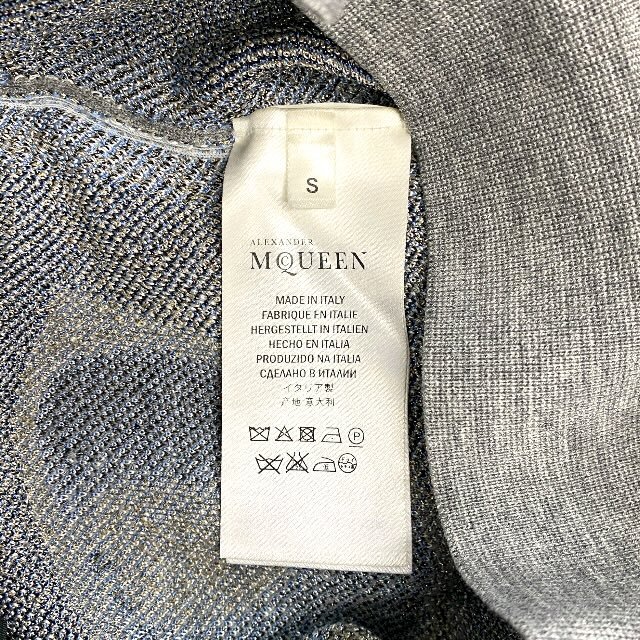 S
ALEXANDER
MCQUEEN
MADE IN ITALY
FABRIQUE EN ITALIE
HERGESTELLT IN ITALIEN
HECHO EN ITALIA
PRODUZIDO NA ITALIA
СДЕЛАНО В ИТАЛИИ
イタリア製
产地 意大利
P